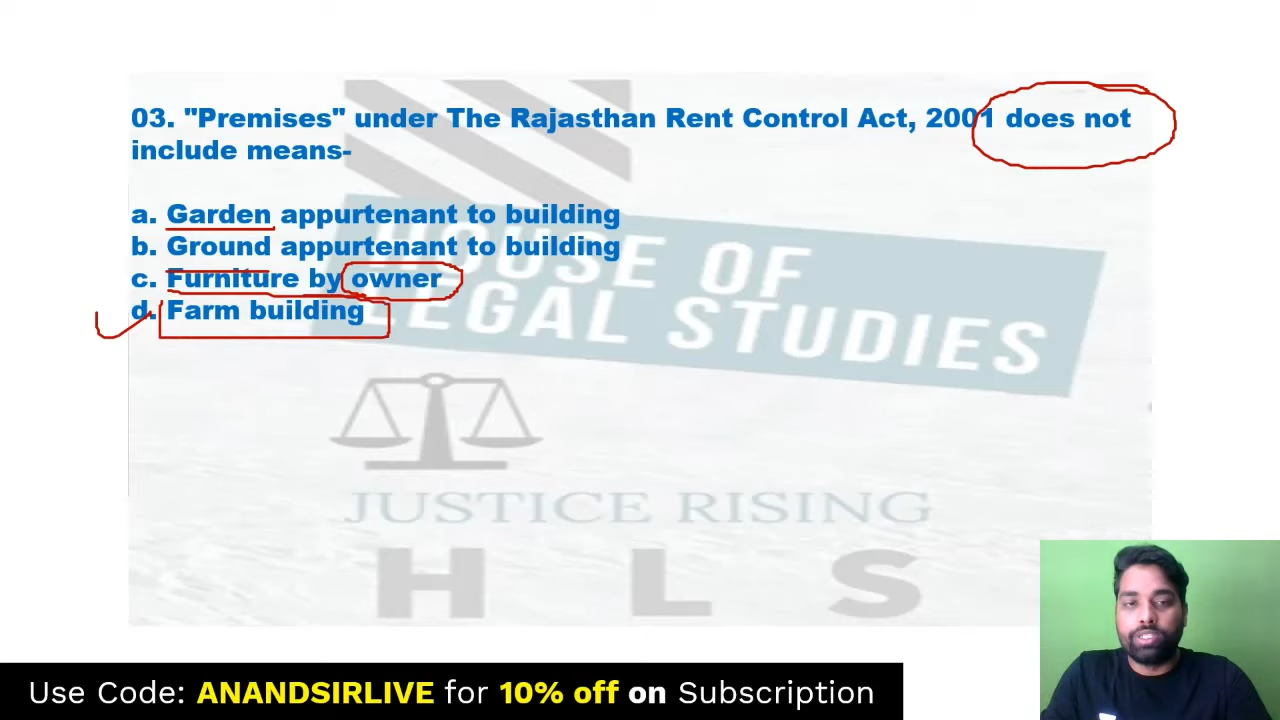 03. "Premises" under The Rajasthan Rent Control Act, 2001 does not
include means-
a. Garden appurtenant to building
b. Ground appurtenant to building
c. Furniture by owner
d. Farm building
HOUSE OF
LEGAL STUDIES
JUSTICE RISING
H L S
Use Code: ANANDSIRLIVE for 10% off on Subscription